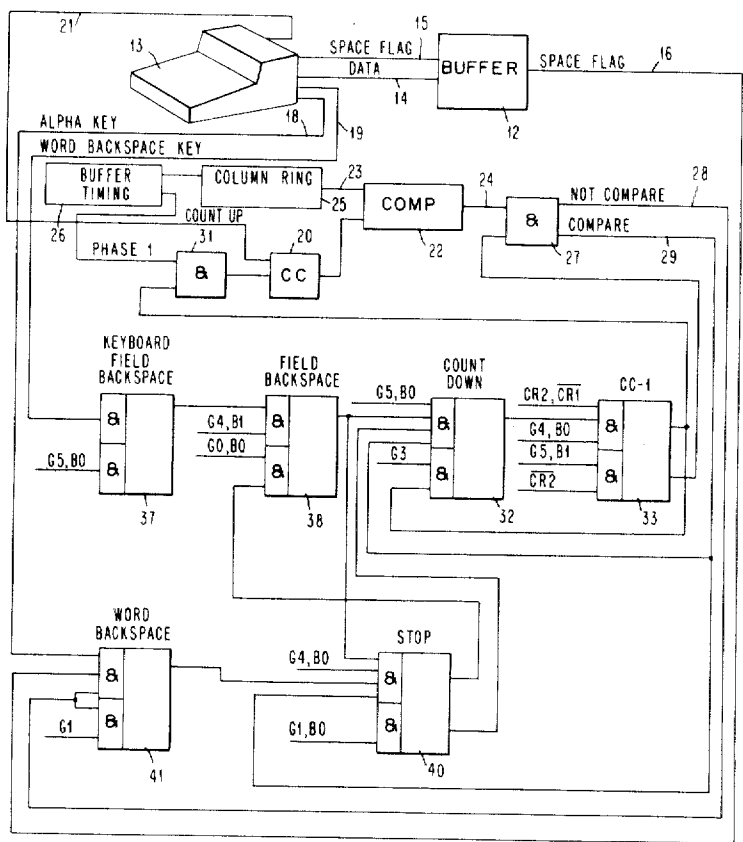 21
15
16
13
SPACE FLAG
BUFFER
SPACE FLAG
DATA
14
12
ALPHA KEY
18
19
WORD BACKSPACE KEY
BUFFER TIMING
COLUMN RING
23
24
NOT COMPARE
28
26
25
COMP
&
COUNT UP
22
27
COMPARE
29
PHASE 1
31
20
&
CC
KEYBOARD FIELD BACKSPACE
FIELD BACKSPACE
COUNT DOWN
CC-1
G5,B0
CR2,C̅R̅1̅
&
G4,B1
&
&
G4,B0
&
G0,B0
G5,B1
G5,B0
&
&
G3
&
C̅R̅2̅
&
37
38
32
33
WORD BACKSPACE
STOP
G4,B0
&
&
G1
&
G1,B0
&
41
40